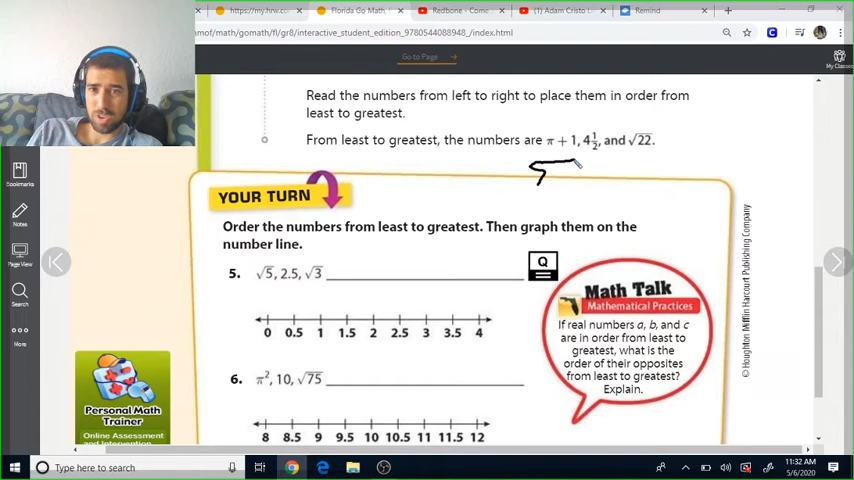 https://my.hrw.co
Florida Go Math,
Redbone - Come
(1) Adam Cristo L
Remind
mof/math/gomath/fl/gr8/interactive_student_edition_9780544088948_/index.html
Go to Page
My Classe
Read the numbers from left to right to place them in order from
least to greatest.
From least to greatest, the numbers are π + 1, 4½, and √22.
Bookmarks
Notes
Page View
Search
More
YOUR TURN
Order the numbers from least to greatest. Then graph them on the
number line.
5. √5, 2.5, √3
0 0.5 1 1.5 2 2.5 3 3.5 4
6. π², 10, √75
8 8.5 9 9.5 10 10.5 11 11.5 12
Q
Math Talk
Mathematical Practices
If real numbers a, b, and c
are in order from least to
greatest, what is the
order of their opposites
from least to greatest?
Explain.
© Houghton Mifflin Harcourt Publishing Company
Personal Math
Trainer
Online Assessment
and Intervention
Type here to search
11:32 AM
5/6/2020